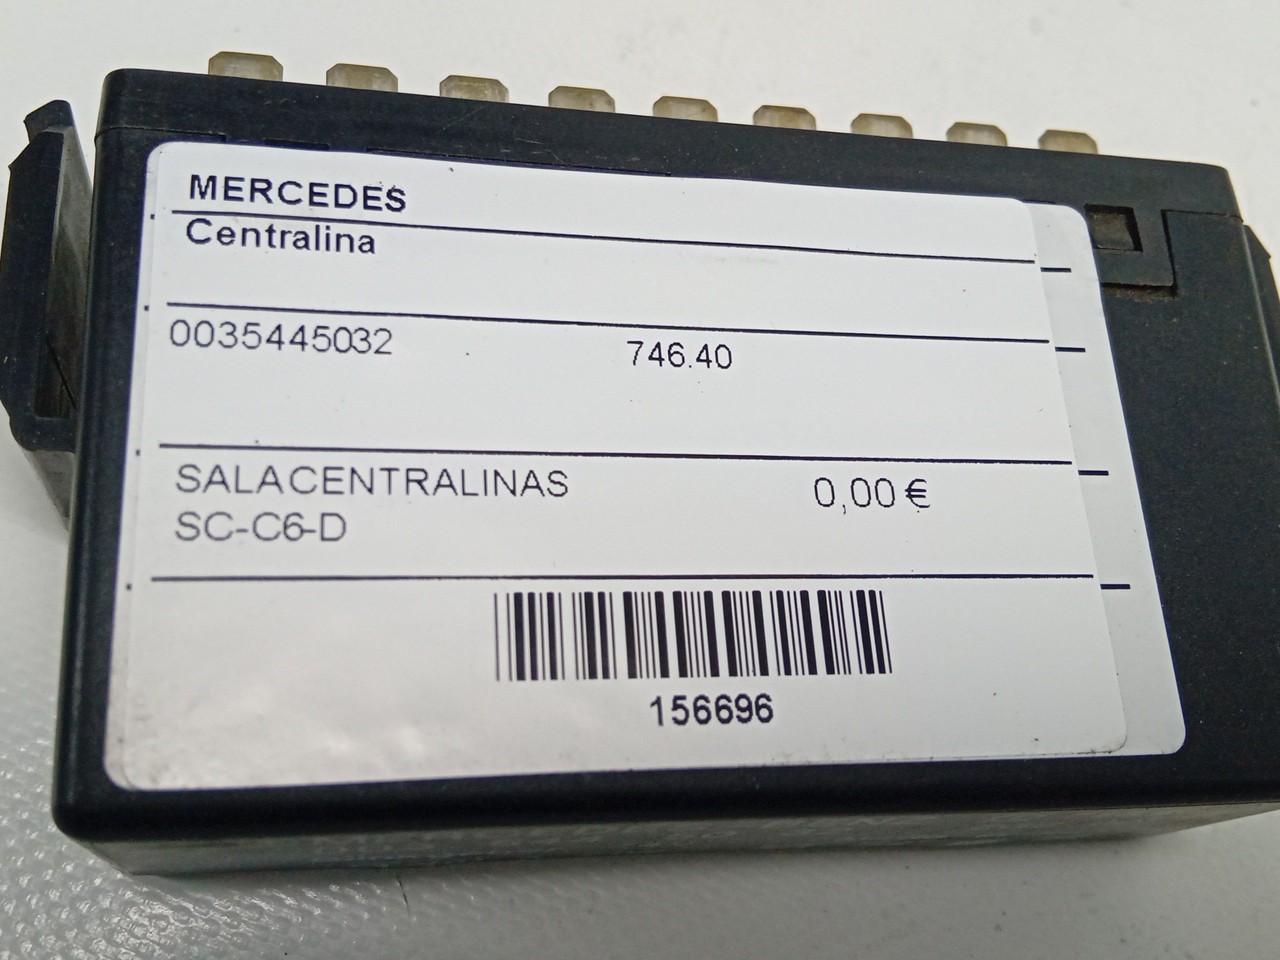 MERCEDES
Centralina
0035445032 746.40
SALACENTRALINAS 0,00 €
SC-C6-D
156696